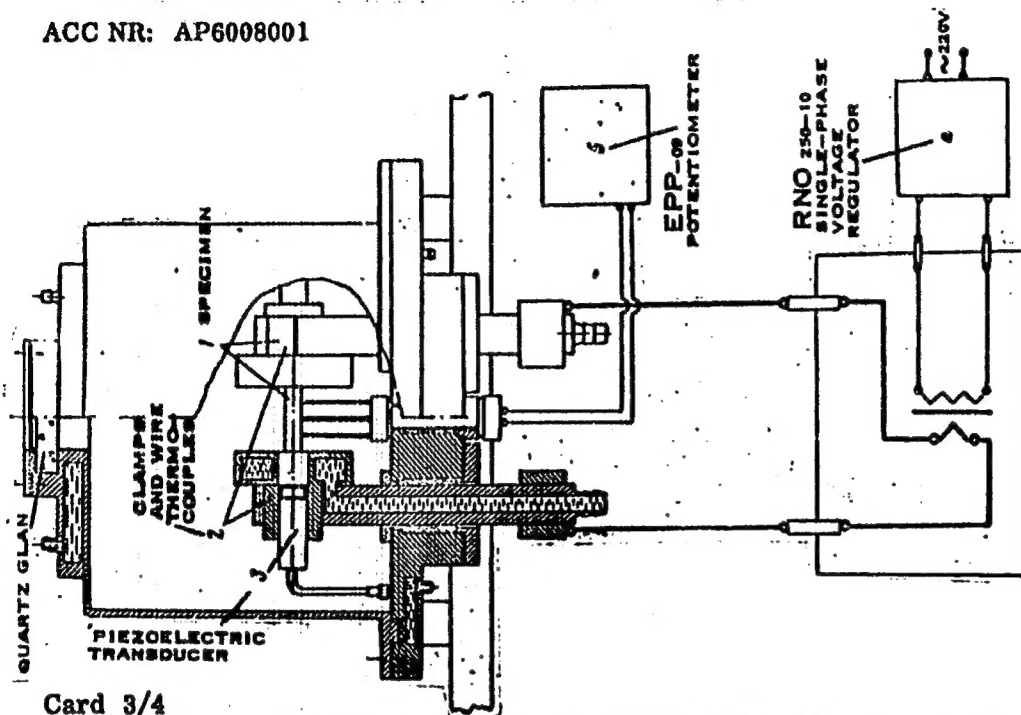 ACC NR: AP6008001
QUARTZ GLAN
CLAMPS
AND WIRE
THERMO-
COUPLES
2
1 SPECIMEN
3
PIEZOELECTRIC
TRANSDUCER
EPP-09
POTENTIOMETER
5
RNO 250-10
SINGLE-PHASE
VOLTAGE
REGULATOR
~220V
Card 3/4